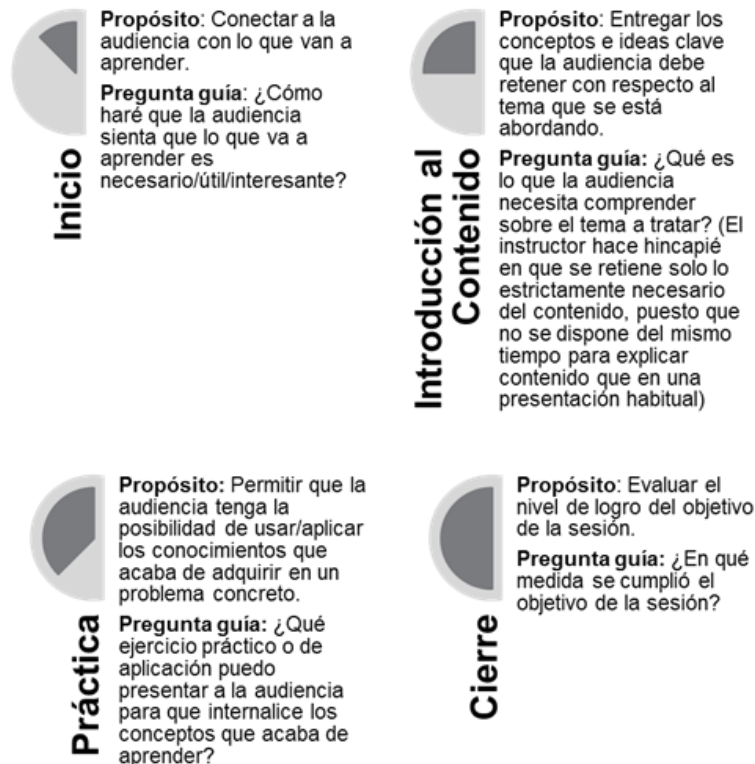 Inicio
Propósito: Conectar a la
audiencia con lo que van a
aprender.
Pregunta guía: ¿Cómo
haré que la audiencia
sienta que lo que va a
aprender es
necesario/útil/interesante?
Introducción al
Contenido
Propósito: Entregar los
conceptos e ideas clave
que la audiencia debe
retener con respecto al
tema que se está
abordando.
Pregunta guía: ¿Qué es
lo que la audiencia
necesita comprender
sobre el tema a tratar? (El
instructor hace hincapié
en que se retiene solo lo
estrictamente necesario
del contenido, puesto que
no se dispone del mismo
tiempo para explicar
contenido que en una
presentación habitual)
Práctica
Propósito: Permitir que la
audiencia tenga la
posibilidad de usar/aplicar
los conocimientos que
acaba de adquirir en un
problema concreto.
Pregunta guía: ¿Qué
ejercicio práctico o de
aplicación puedo
presentar a la audiencia
para que internalice los
conceptos que acaba de
aprender?
Cierre
Propósito: Evaluar el
nivel de logro del objetivo
de la sesión.
Pregunta guía: ¿En qué
medida se cumplió el
objetivo de la sesión?